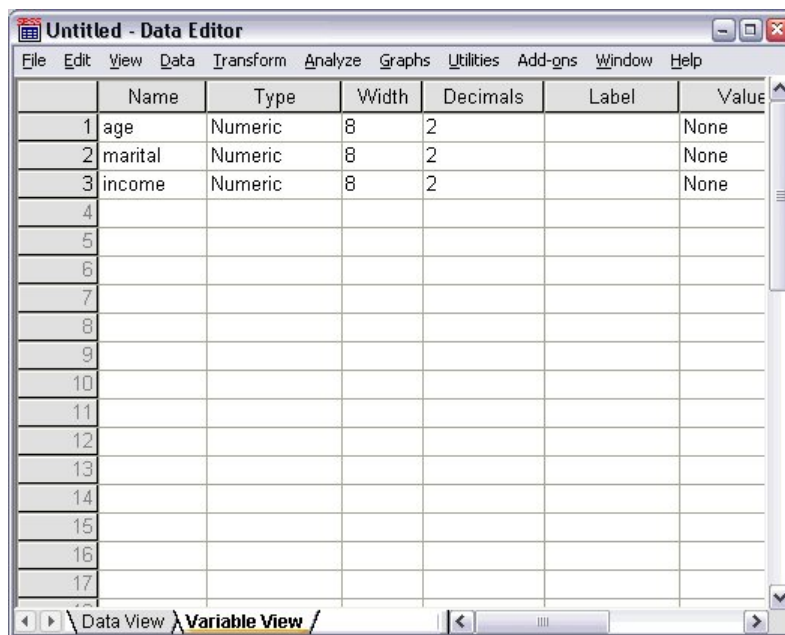 Untitled - Data Editor
File Edit View Data Transform Analyze Graphs Utilities Add-ons Window Help
Name Type Width Decimals Label Value
1 age Numeric 8 2 None
2 marital Numeric 8 2 None
3 income Numeric 8 2 None
4
5
6
7
8
9
10
11
12
13
14
15
16
17
Data View Variable View